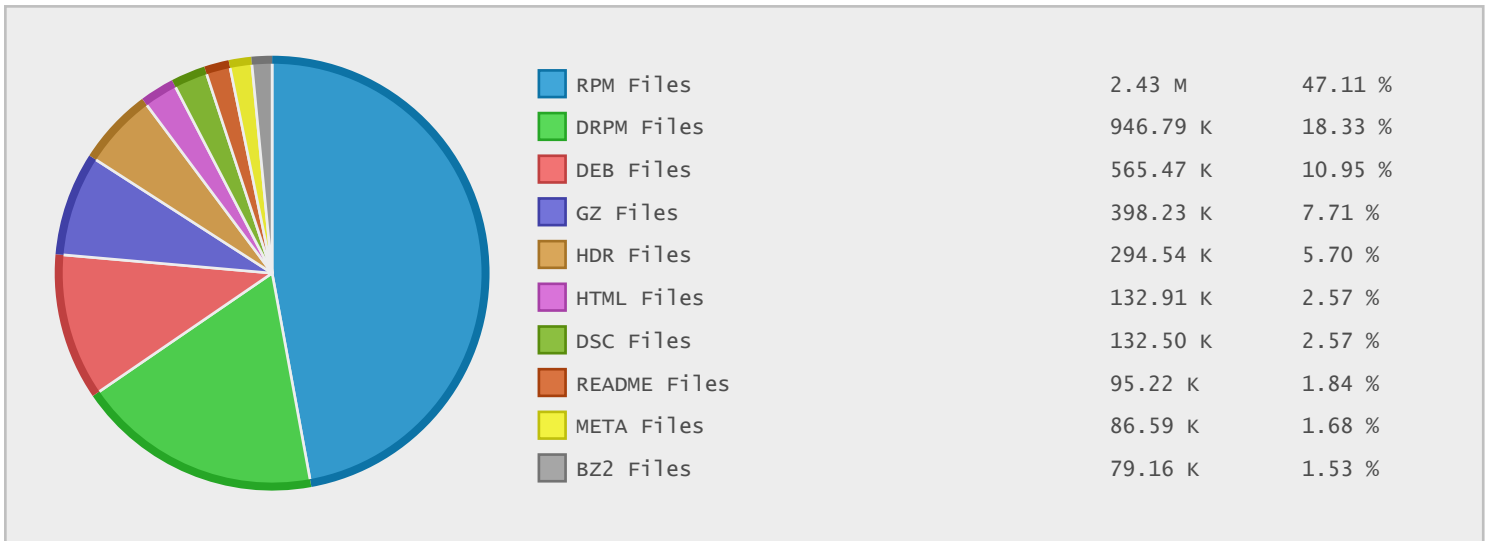 RPM Files 2.43 M 47.11 %
DRPM Files 946.79 K 18.33 %
DEB Files 565.47 K 10.95 %
GZ Files 398.23 K 7.71 %
HDR Files 294.54 K 5.70 %
HTML Files 132.91 K 2.57 %
DSC Files 132.50 K 2.57 %
README Files 95.22 K 1.84 %
META Files 86.59 K 1.68 %
BZ2 Files 79.16 K 1.53 %